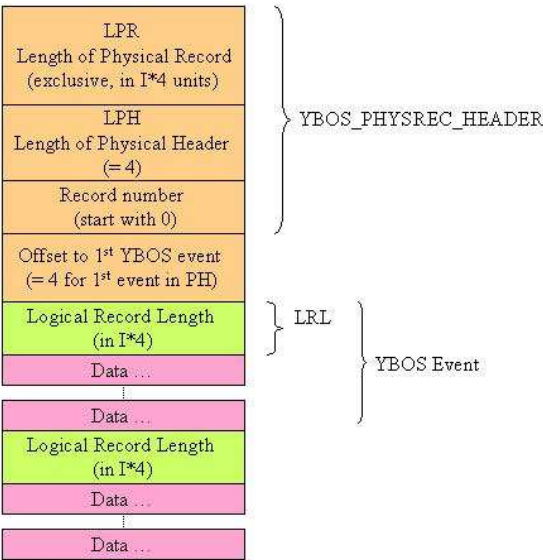 LPR
Length of Physical Record
(exclusive, in I*4 units)
YBOS_PHYSREC_HEADER
LPH
Length of Physical Header
(= 4)
Record number
(start with 0)
Offset to 1st YBOS event
(= 4 for 1st event in PH)
Logical Record Length
(in I*4)
LRL
Data ...
YBOS Event
Data ...
Logical Record Length
(in I*4)
Data ...
Data ...